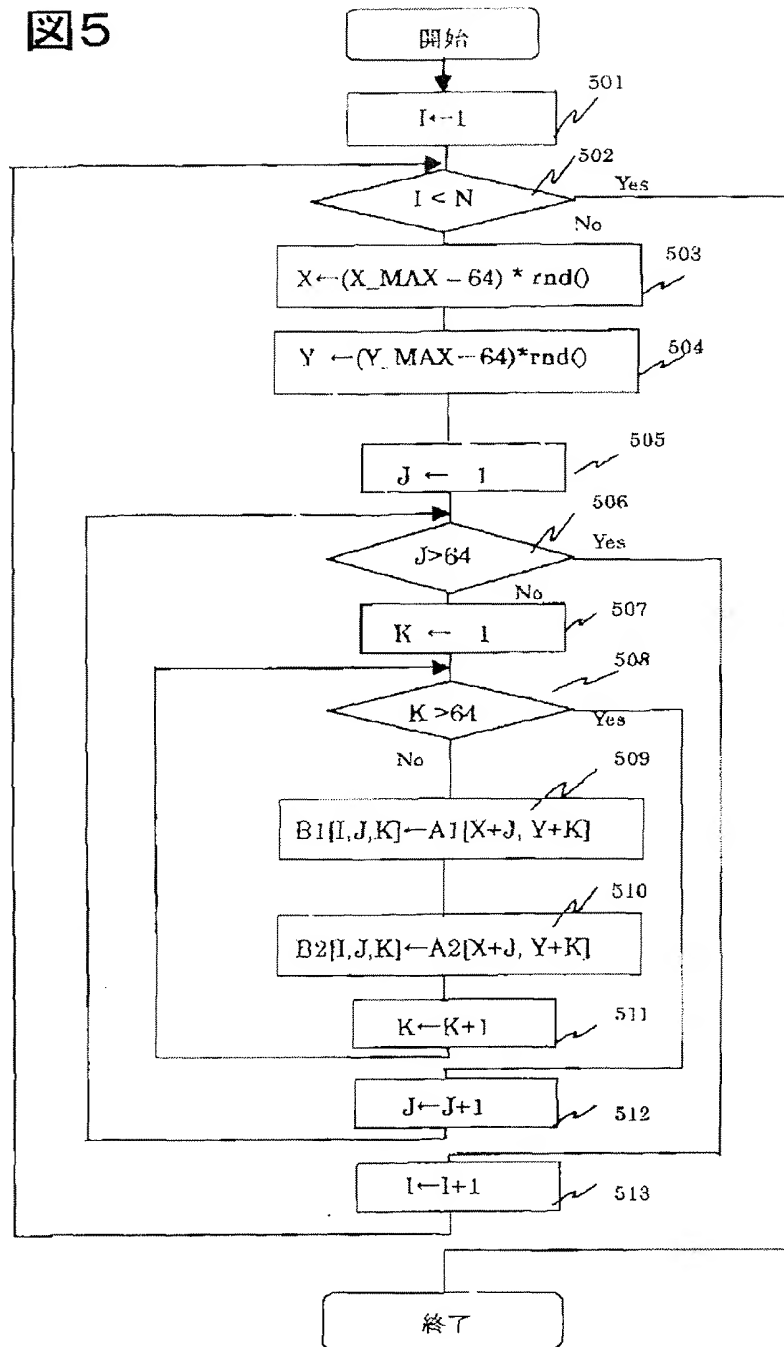 図5
開始
I←1
501
502
I < N
Yes
No
503
X←(X_MAX－64) * rnd()
Y ←(Y_MAX－64)*rnd()
504
505
J ← 1
506
J>64
Yes
No
507
K ← 1
508
K >64
Yes
No
509
B1[I,J,K]←A1[X+J, Y+K]
510
B2[I,J,K]←A2[X+J, Y+K]
K←K+1
511
J←J+1
512
I←I+1
513
終了